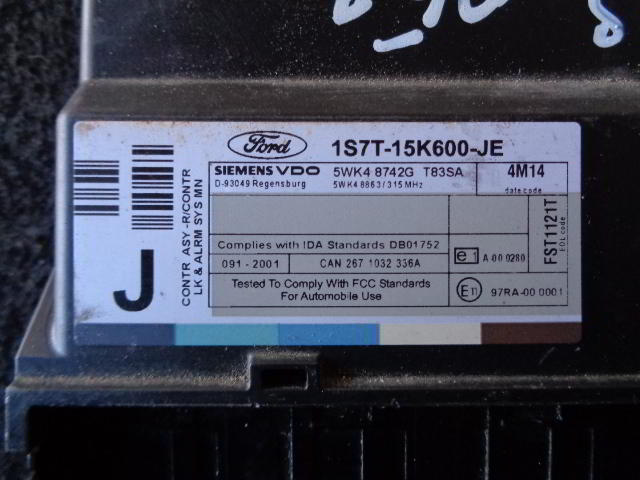 Ford
1S7T-15K600-JE
SIEMENS VDO
D-93049 Regensburg
5WK4 8742G T83SA
5WK4 8863/315 MHz
4M14
date code
Complies with IDA Standards DB01752
091 - 2001
CAN 267 1032 336A
Tested To Comply With FCC Standards
For Automobile Use
e1
A-00 0280
E11
97RA-00 0001
FST1121T
EOL code
CONTR ASY -R/CONTR
LK & ALRM SYS MN
J